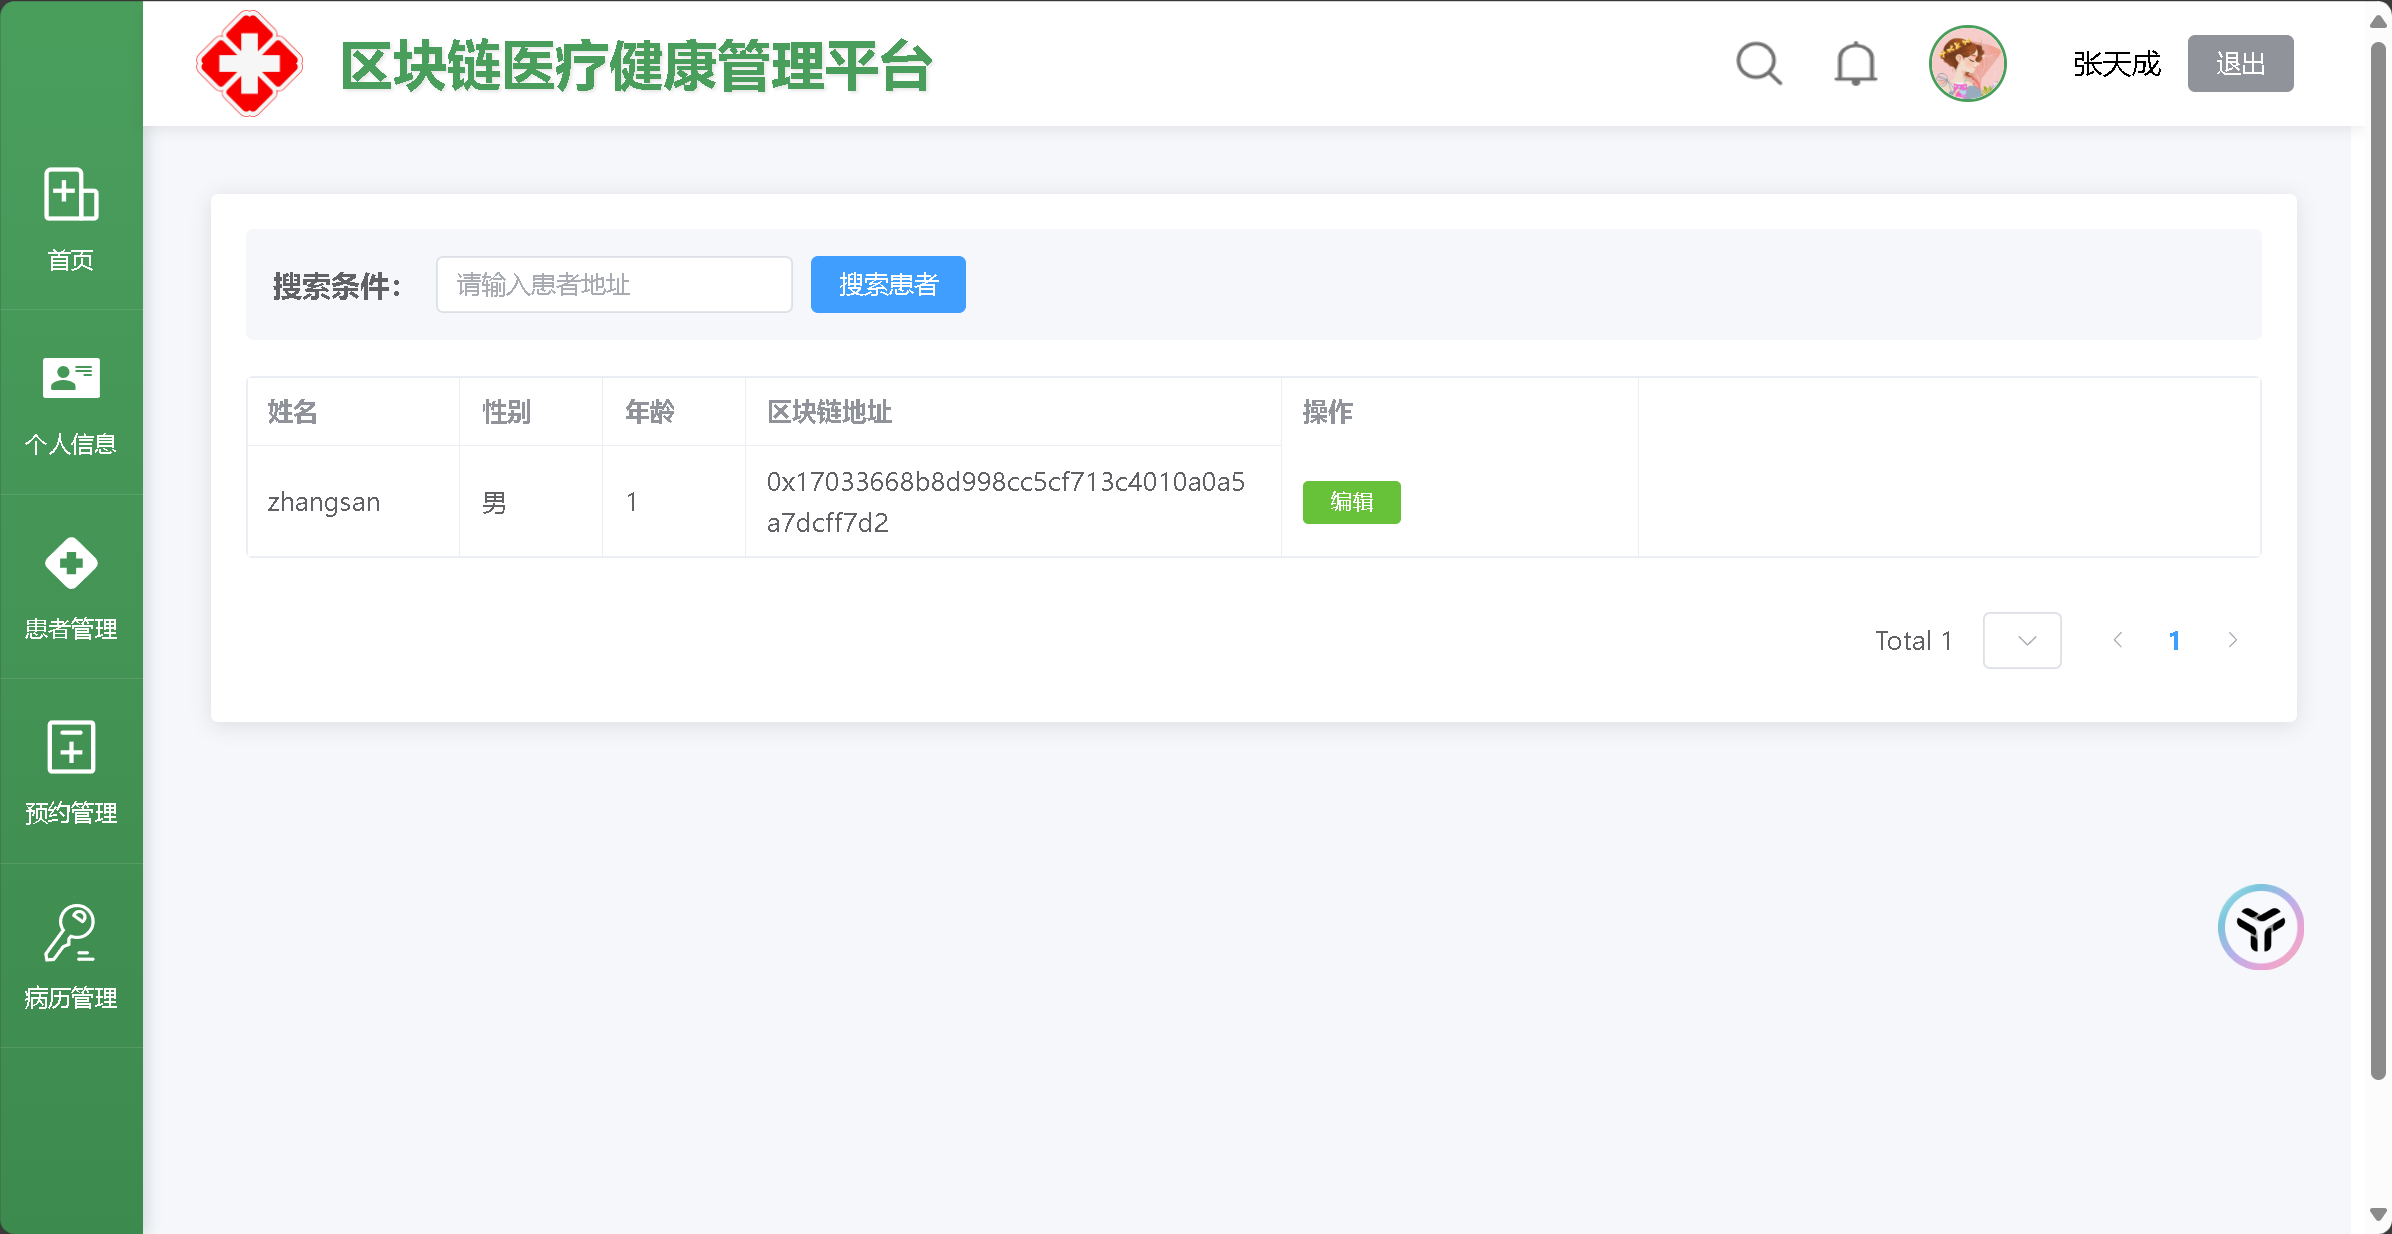 区块链医疗健康管理平台
张天成
退出
首页
个人信息
患者管理
预约管理
病历管理
搜索条件：
请输入患者地址
搜索患者
姓名 性别 年龄 区块链地址 操作
zhangsan 男 1 0x17033668b8d998cc5cf713c4010a0a5
a7dcff7d2
编辑
Total 1
1